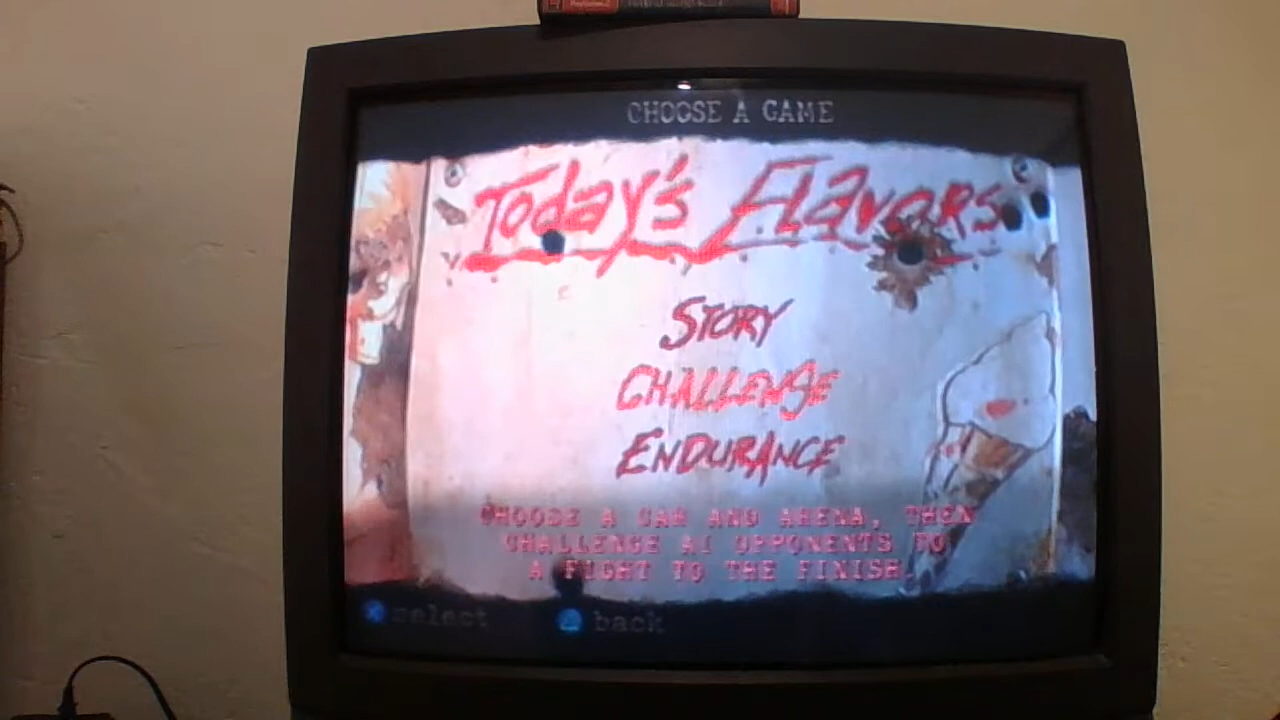 CHOOSE A GAME
Today's Flavors
STORY
CHALLENGE
ENDURANCE
CHOOSE A CAR AND ARENA, THEN
CHALLENGE AI OPPONENTS TO
A FIGHT TO THE FINISH.
select back